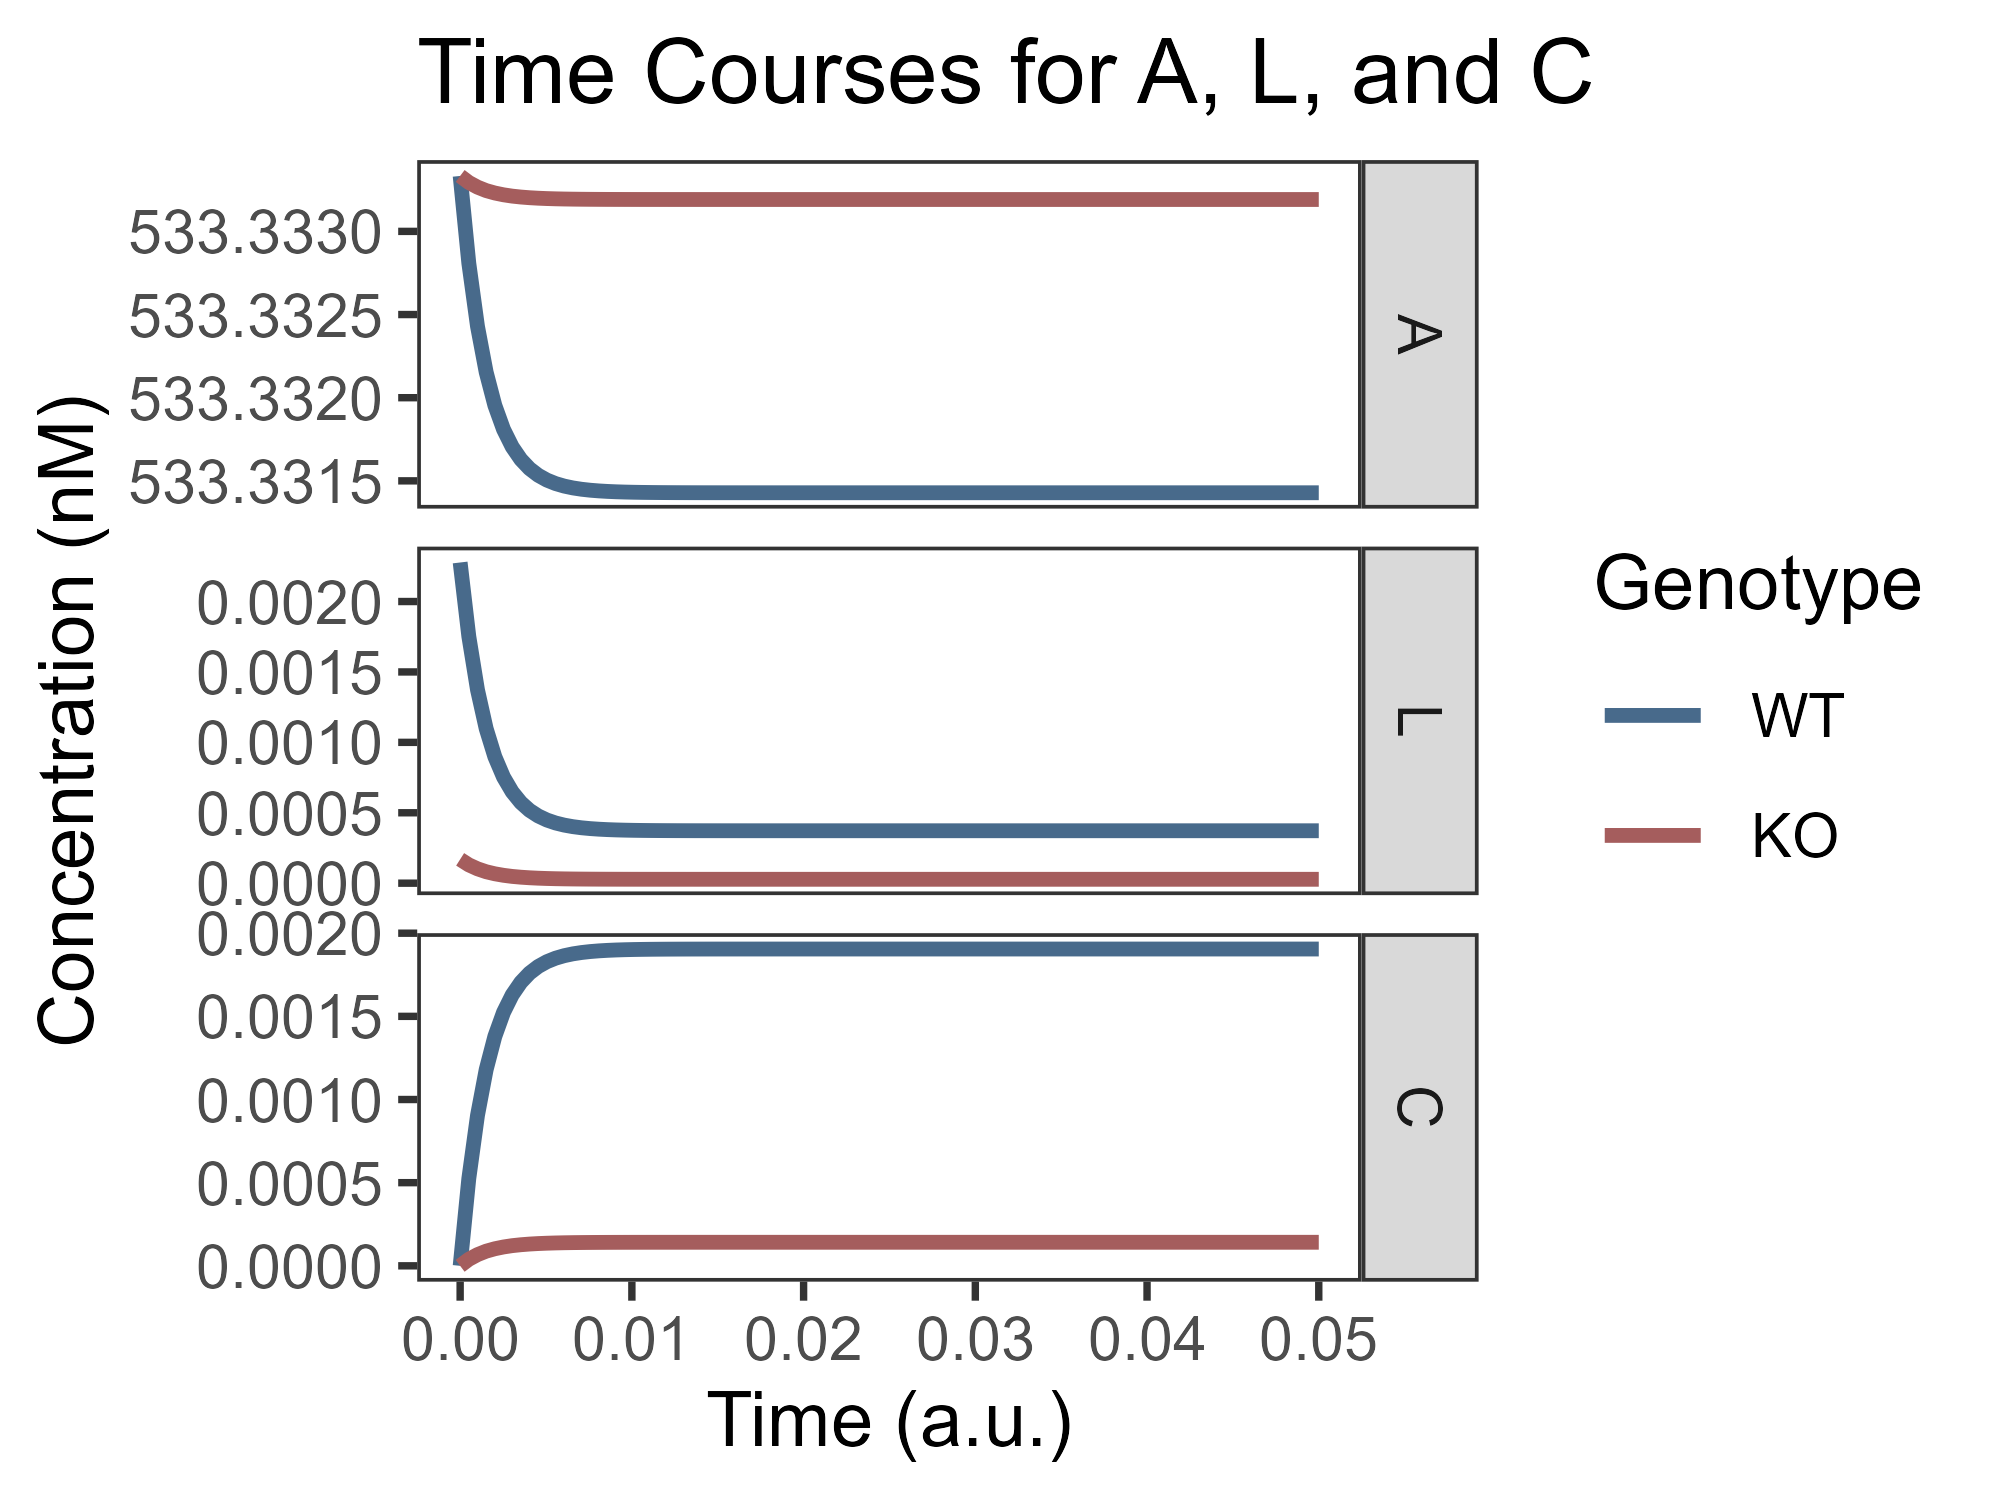 Time Courses for A, L, and C
Concentration (nM)
533.3330
533.3325
533.3320
533.3315
A
0.0020
0.0015
0.0010
0.0005
0.0000
L
0.0020
0.0015
0.0010
0.0005
0.0000
C
0.00 0.01 0.02 0.03 0.04 0.05
Time (a.u.)
Genotype
WT
KO